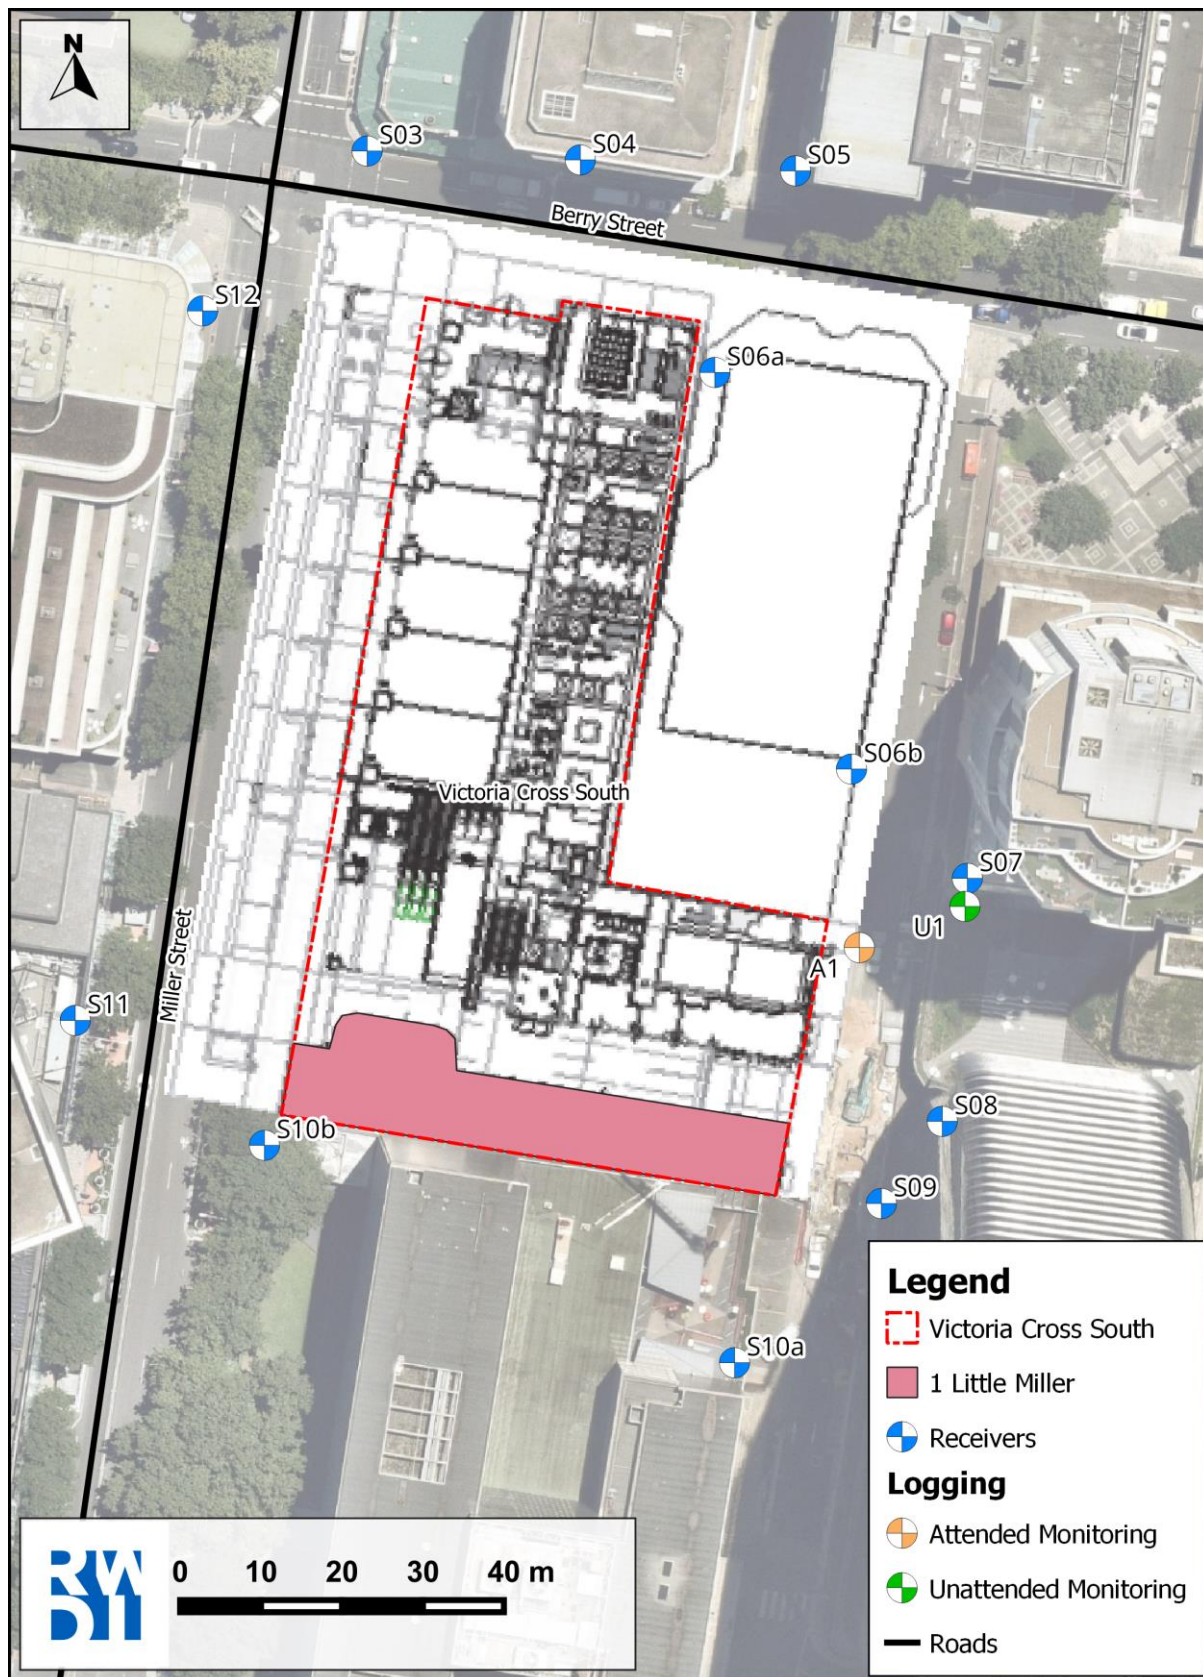 N
S03
S04
S05
Berry Street
S12
S06a
S06b
Victoria Cross South
S07
U1
A1
Miller Street
S11
S08
S10b
S09
S10a
Legend
Victoria Cross South
1 Little Miller
Receivers
Logging
Attended Monitoring
Unattended Monitoring
Roads
RWDI
0 10 20 30 40 m